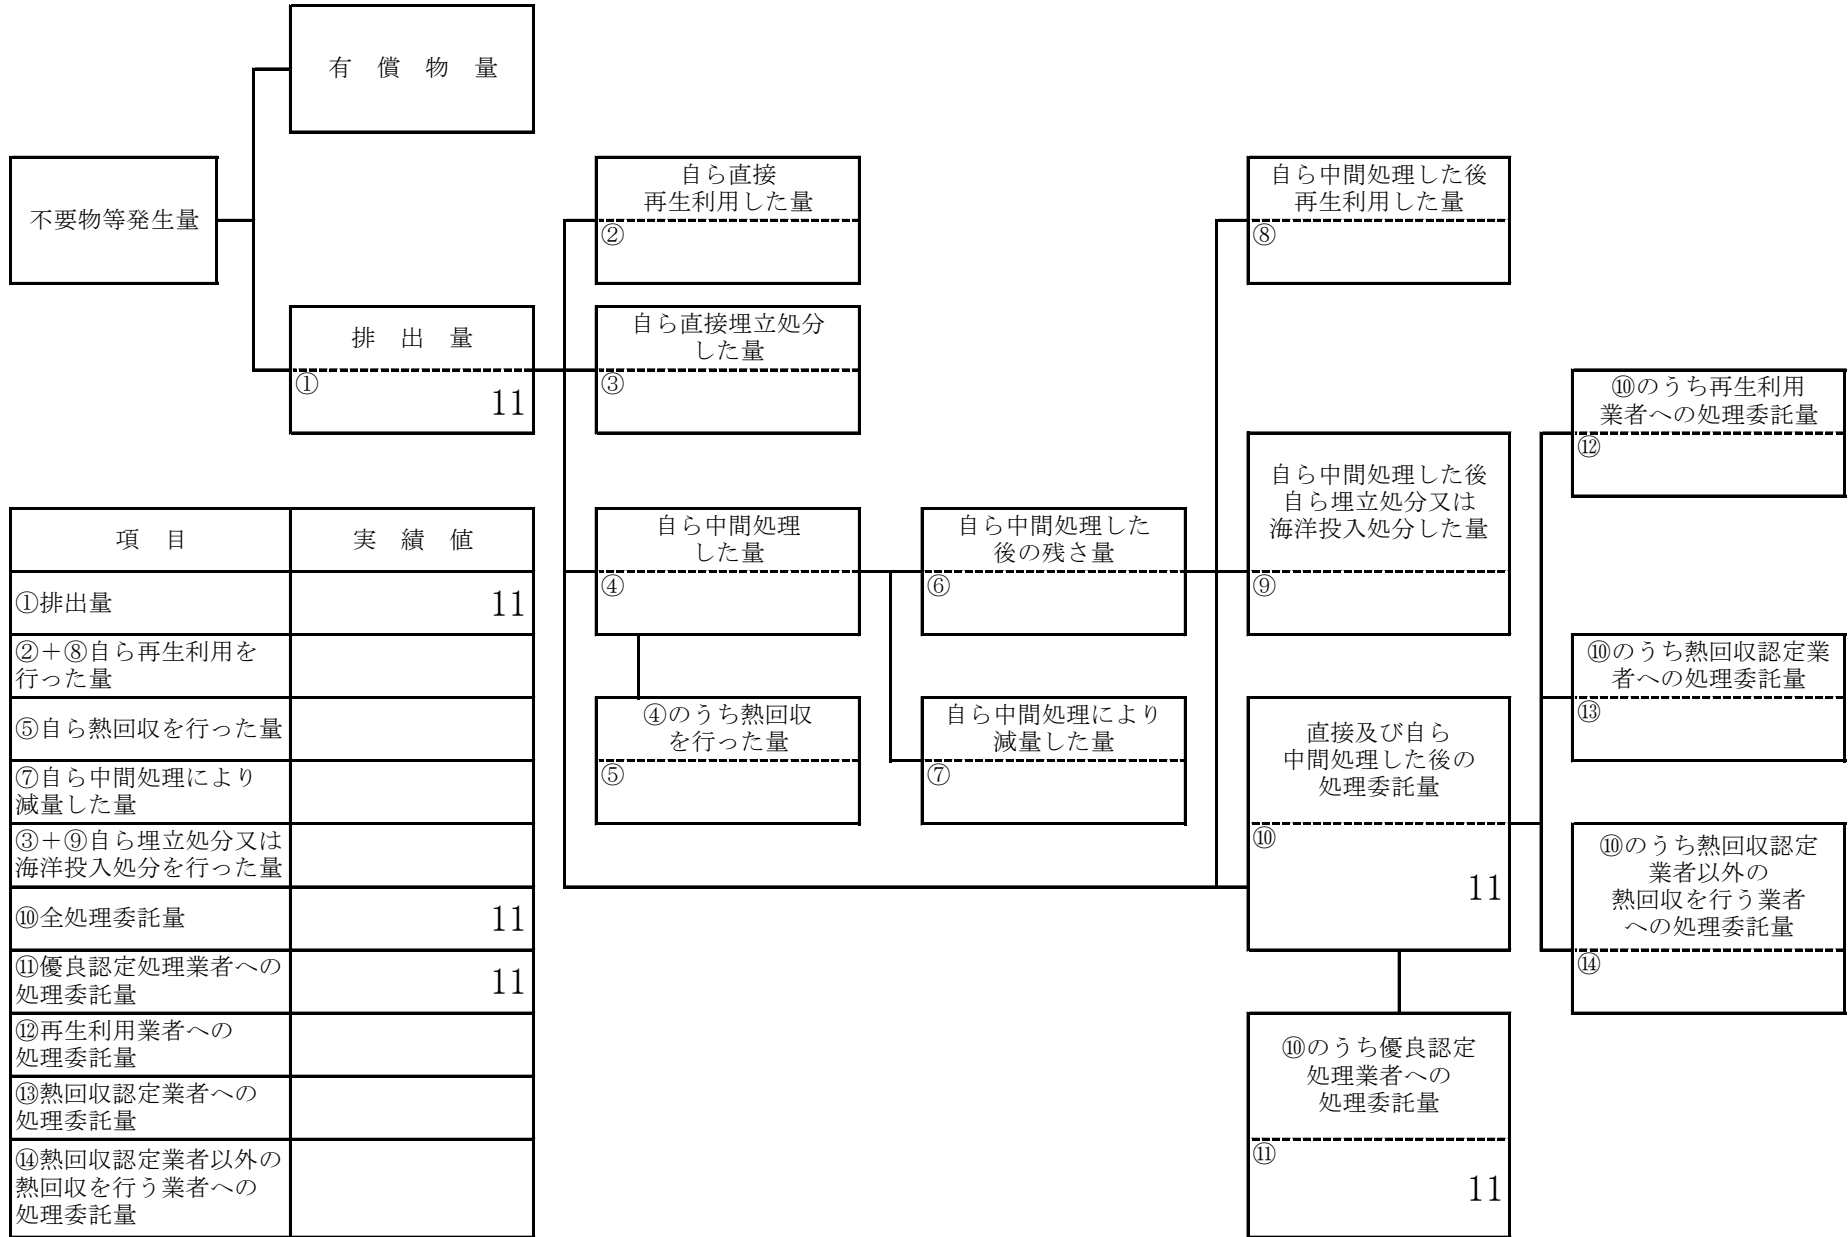 有 償 物 量
不要物等発生量
排 出 量
①
11
自ら直接
再生利用した量
②
自ら直接埋立処分
した量
③
自ら中間処理
した量
④
④のうち熱回収
を行った量
⑤
自ら中間処理した
後の残さ量
⑥
自ら中間処理により
減量した量
⑦
自ら中間処理した後
再生利用した量
⑧
自ら中間処理した後
自ら埋立処分又は
海洋投入処分した量
⑨
直接及び自ら
中間処理した後の
処理委託量
⑩
11
⑩のうち優良認定
処理業者への
処理委託量
⑪
11
⑩のうち再生利用
業者への処理委託量
⑫
⑩のうち熱回収認定業
者への処理委託量
⑬
⑩のうち熱回収認定
業者以外の
熱回収を行う業者
への処理委託量
⑭
項 目 実 績 値
①排出量 11
②＋⑧自ら再生利用を
行った量
⑤自ら熱回収を行った量
⑦自ら中間処理により
減量した量
③＋⑨自ら埋立処分又は
海洋投入処分を行った量
⑩全処理委託量 11
⑪優良認定処理業者への
処理委託量 11
⑫再生利用業者への
処理委託量
⑬熱回収認定業者への
処理委託量
⑭熱回収認定業者以外の
熱回収を行う業者への
処理委託量